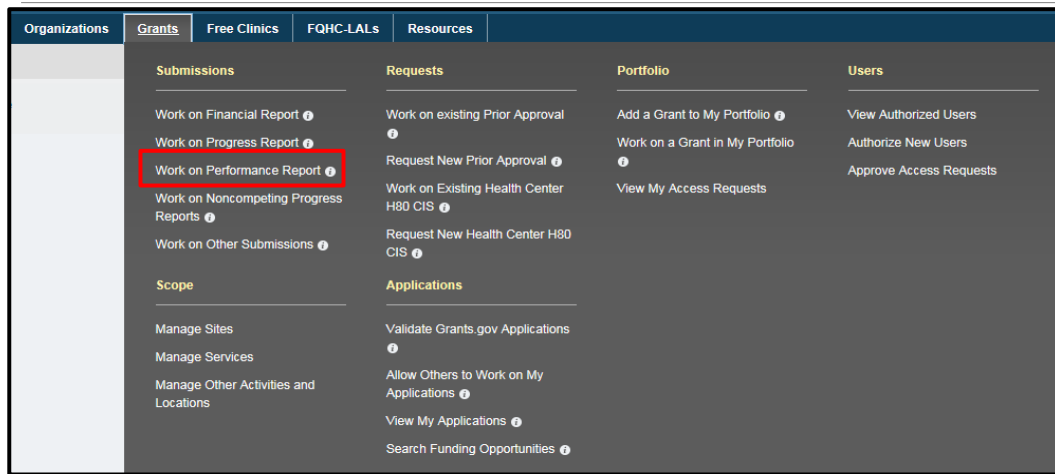 Organizations
Grants
Free Clinics
FQHC-LALs
Resources
Submissions
Work on Financial Report
Work on Progress Report
Work on Performance Report
Work on Noncompeting Progress
Reports
Work on Other Submissions
Requests
Work on existing Prior Approval
Request New Prior Approval
Work on Existing Health Center
H80 CIS
Request New Health Center H80
CIS
Portfolio
Add a Grant to My Portfolio
Work on a Grant in My Portfolio
View My Access Requests
Users
View Authorized Users
Authorize New Users
Approve Access Requests
Scope
Manage Sites
Manage Services
Manage Other Activities and
Locations
Applications
Validate Grants.gov Applications
Allow Others to Work on My
Applications
View My Applications
Search Funding Opportunities